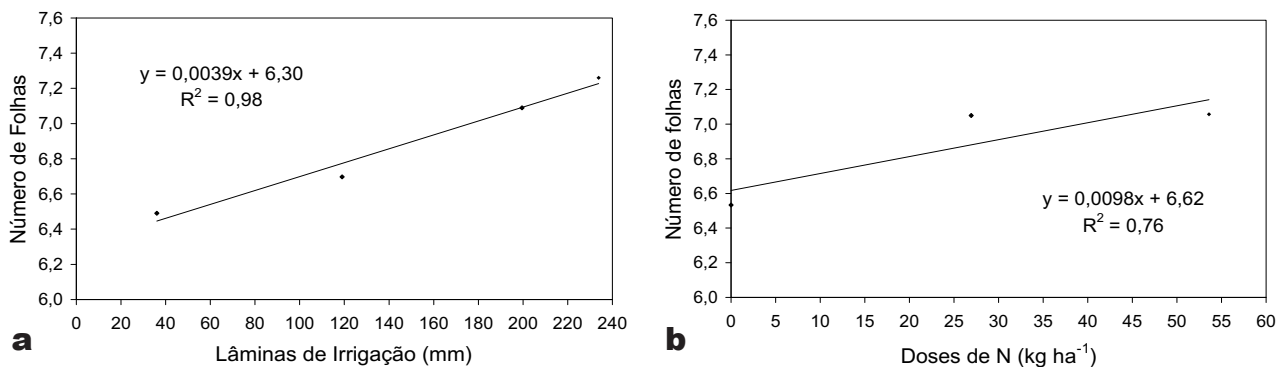 7,6
7,4
7,2
7,0
6,8
6,6
6,4
6,2
6,0
Número de Folhas
y = 0,0039x + 6,30
R² = 0,98
0 20 40 60 80 100 120 140 160 180 200 220 240
Lâminas de Irrigação (mm)
a
7,6
7,4
7,2
7,0
6,8
6,6
6,4
6,2
6,0
Número de folhas
y = 0,0098x + 6,62
R² = 0,76
0 5 10 15 20 25 30 35 40 45 50 55 60
Doses de N (kg ha⁻¹)
b